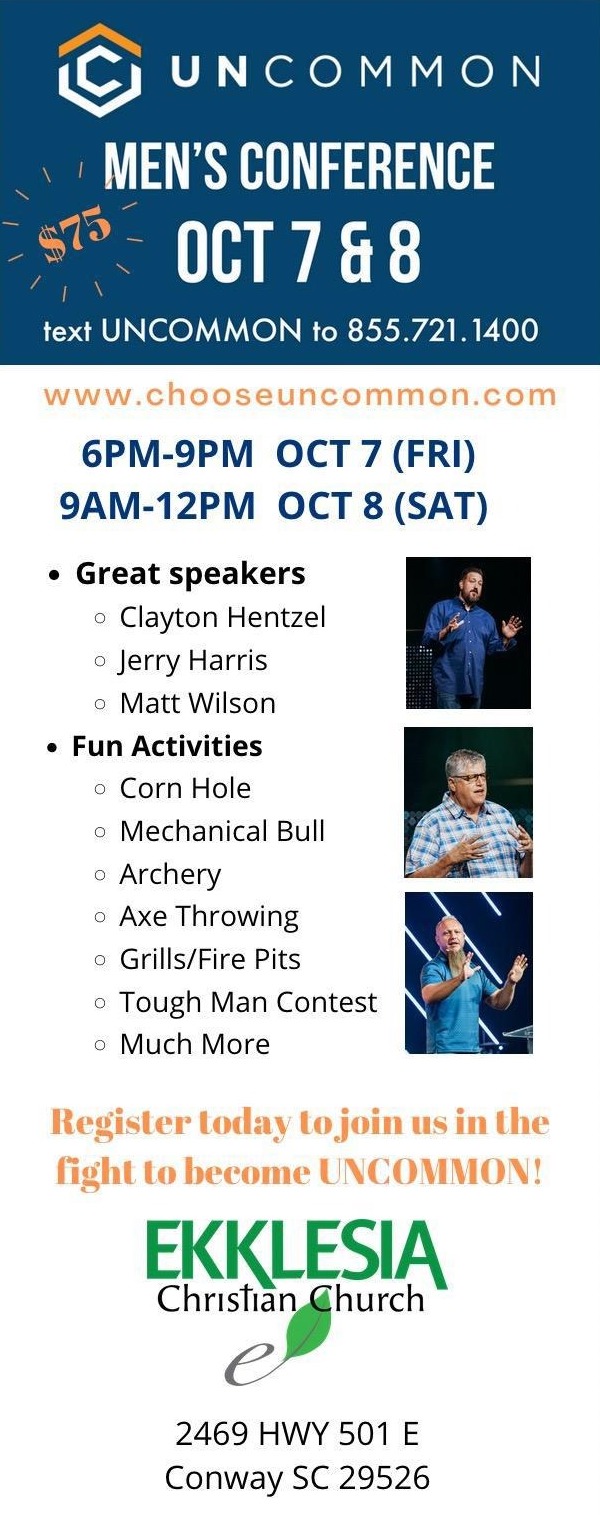 UNCOMMON
MEN'S CONFERENCE
$75
OCT 7 & 8
text UNCOMMON to 855.721.1400
www.chooseuncommon.com
6PM-9PM OCT 7 (FRI)
9AM-12PM OCT 8 (SAT)
• Great speakers
○ Clayton Hentzel
○ Jerry Harris
○ Matt Wilson
• Fun Activities
○ Corn Hole
○ Mechanical Bull
○ Archery
○ Axe Throwing
○ Grills/Fire Pits
○ Tough Man Contest
○ Much More
Register today to join us in the
fight to become UNCOMMON!
EKKLESIA
Christian Church
e
2469 HWY 501 E
Conway SC 29526